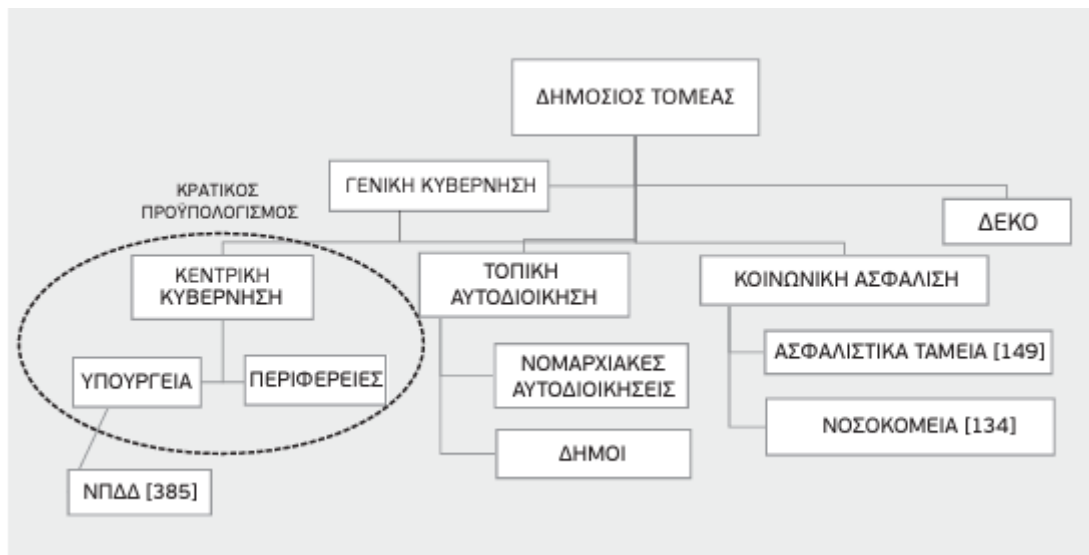 ΔΗΜΟΣΙΟΣ ΤΟΜΕΑΣ
ΓΕΝΙΚΗ ΚΥΒΕΡΝΗΣΗ
ΔΕΚΟ
ΚΡΑΤΙΚΟΣ
ΠΡΟΫΠΟΛΟΓΙΣΜΟΣ
ΚΕΝΤΡΙΚΗ
ΚΥΒΕΡΝΗΣΗ
ΤΟΠΙΚΗ
ΑΥΤΟΔΙΟΙΚΗΣΗ
ΚΟΙΝΩΝΙΚΗ ΑΣΦΑΛΙΣΗ
ΥΠΟΥΡΓΕΙΑ
ΠΕΡΙΦΕΡΕΙΕΣ
ΝΟΜΑΡΧΙΑΚΕΣ
ΑΥΤΟΔΙΟΙΚΗΣΕΙΣ
ΑΣΦΑΛΙΣΤΙΚΑ ΤΑΜΕΙΑ [149]
ΔΗΜΟΙ
ΝΟΣΟΚΟΜΕΙΑ [134]
ΝΠΔΔ [385]